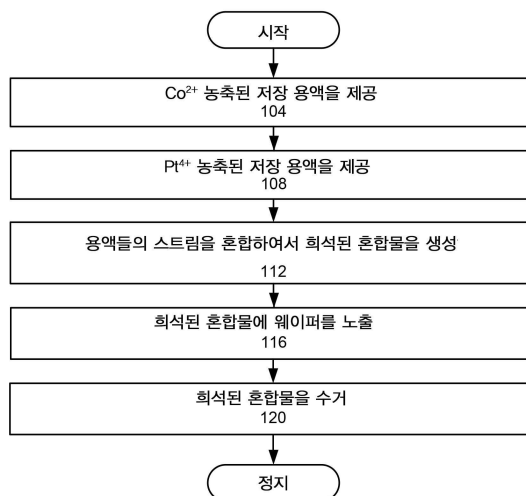 시작
Co²⁺ 농축된 저장 용액을 제공
104
Pt⁴⁺ 농축된 저장 용액을 제공
108
용액들의 스트림을 혼합하여서 희석된 혼합물을 생성
112
희석된 혼합물에 웨이퍼를 노출
116
희석된 혼합물을 수거
120
정지